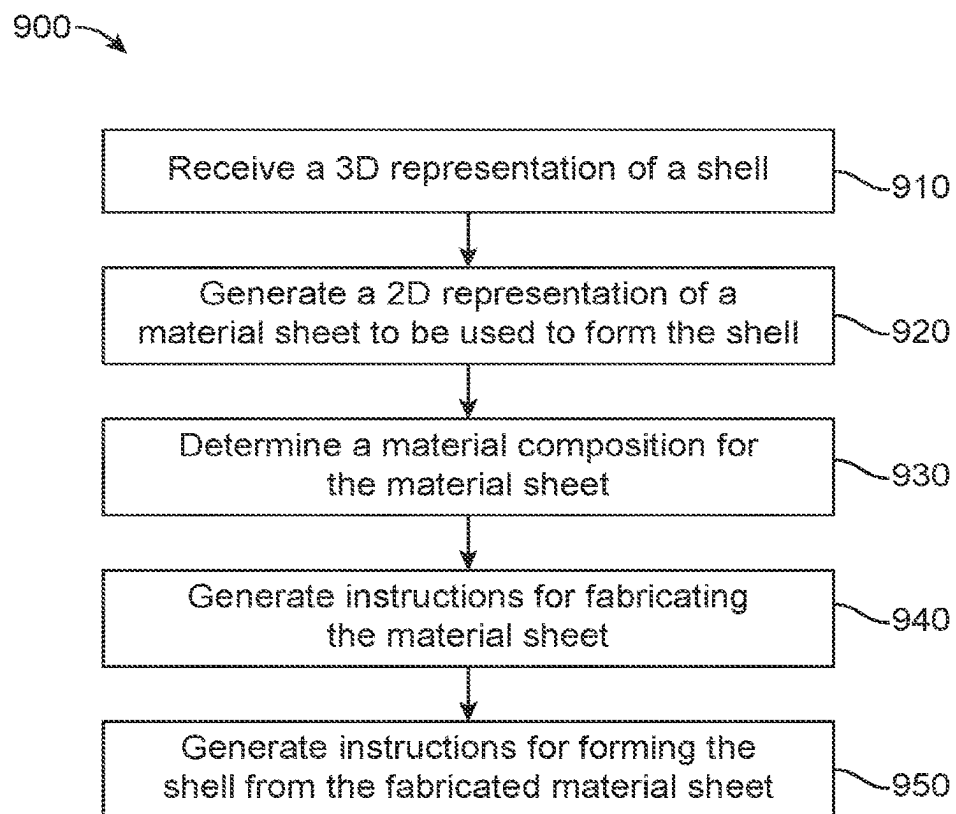 900
Receive a 3D representation of a shell
910
Generate a 2D representation of a
material sheet to be used to form the shell
920
Determine a material composition for
the material sheet
930
Generate instructions for fabricating
the material sheet
940
Generate instructions for forming the
shell from the fabricated material sheet
950